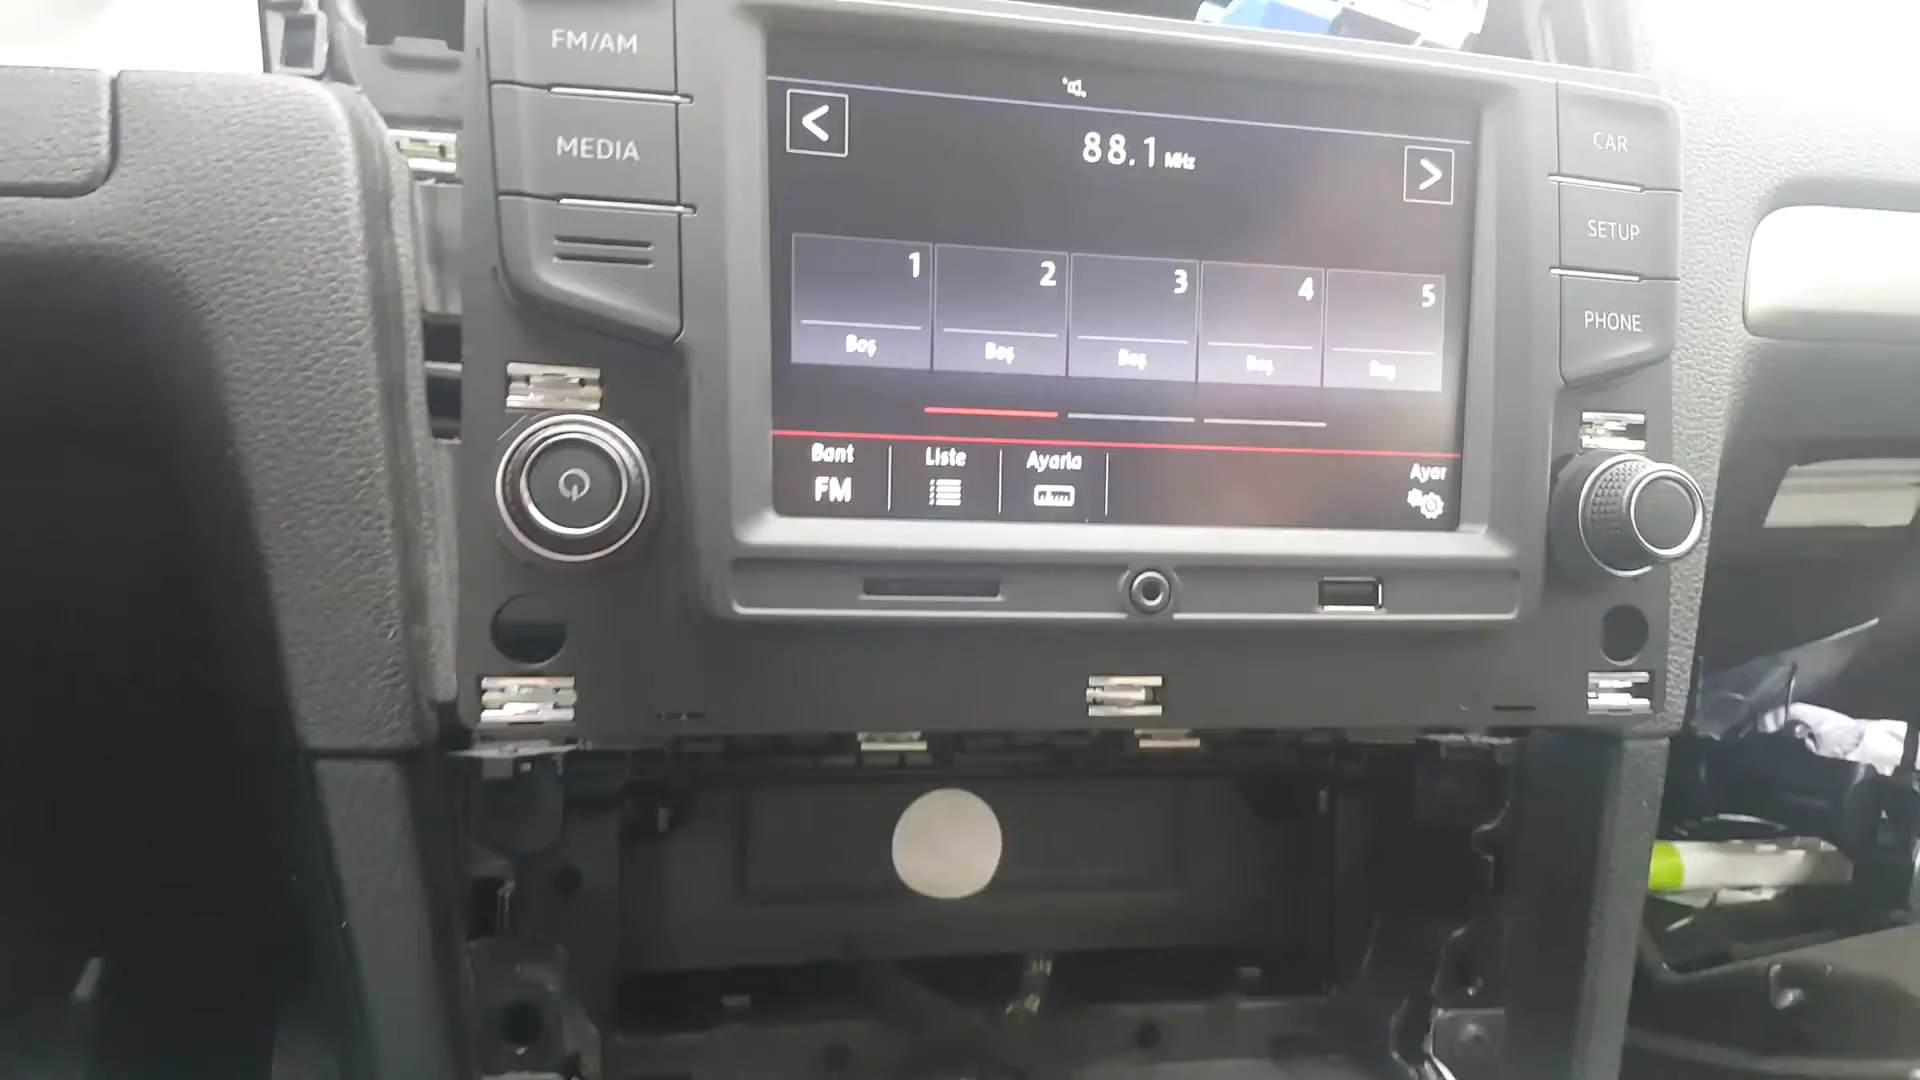 FM/AM
MEDIA
CAR
SETUP
PHONE
88.1 MHz
1
2
3
4
5
Boş
Boş
Boş
Boş
Boş
Bant
FM
Liste
Ayarla
Ayar